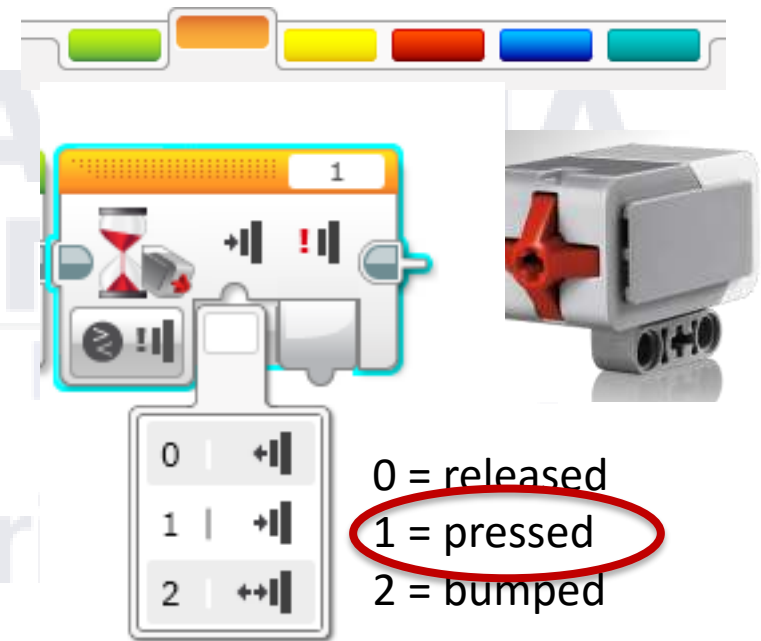 1
0
1
2
0 = released
1 = pressed
2 = bumped